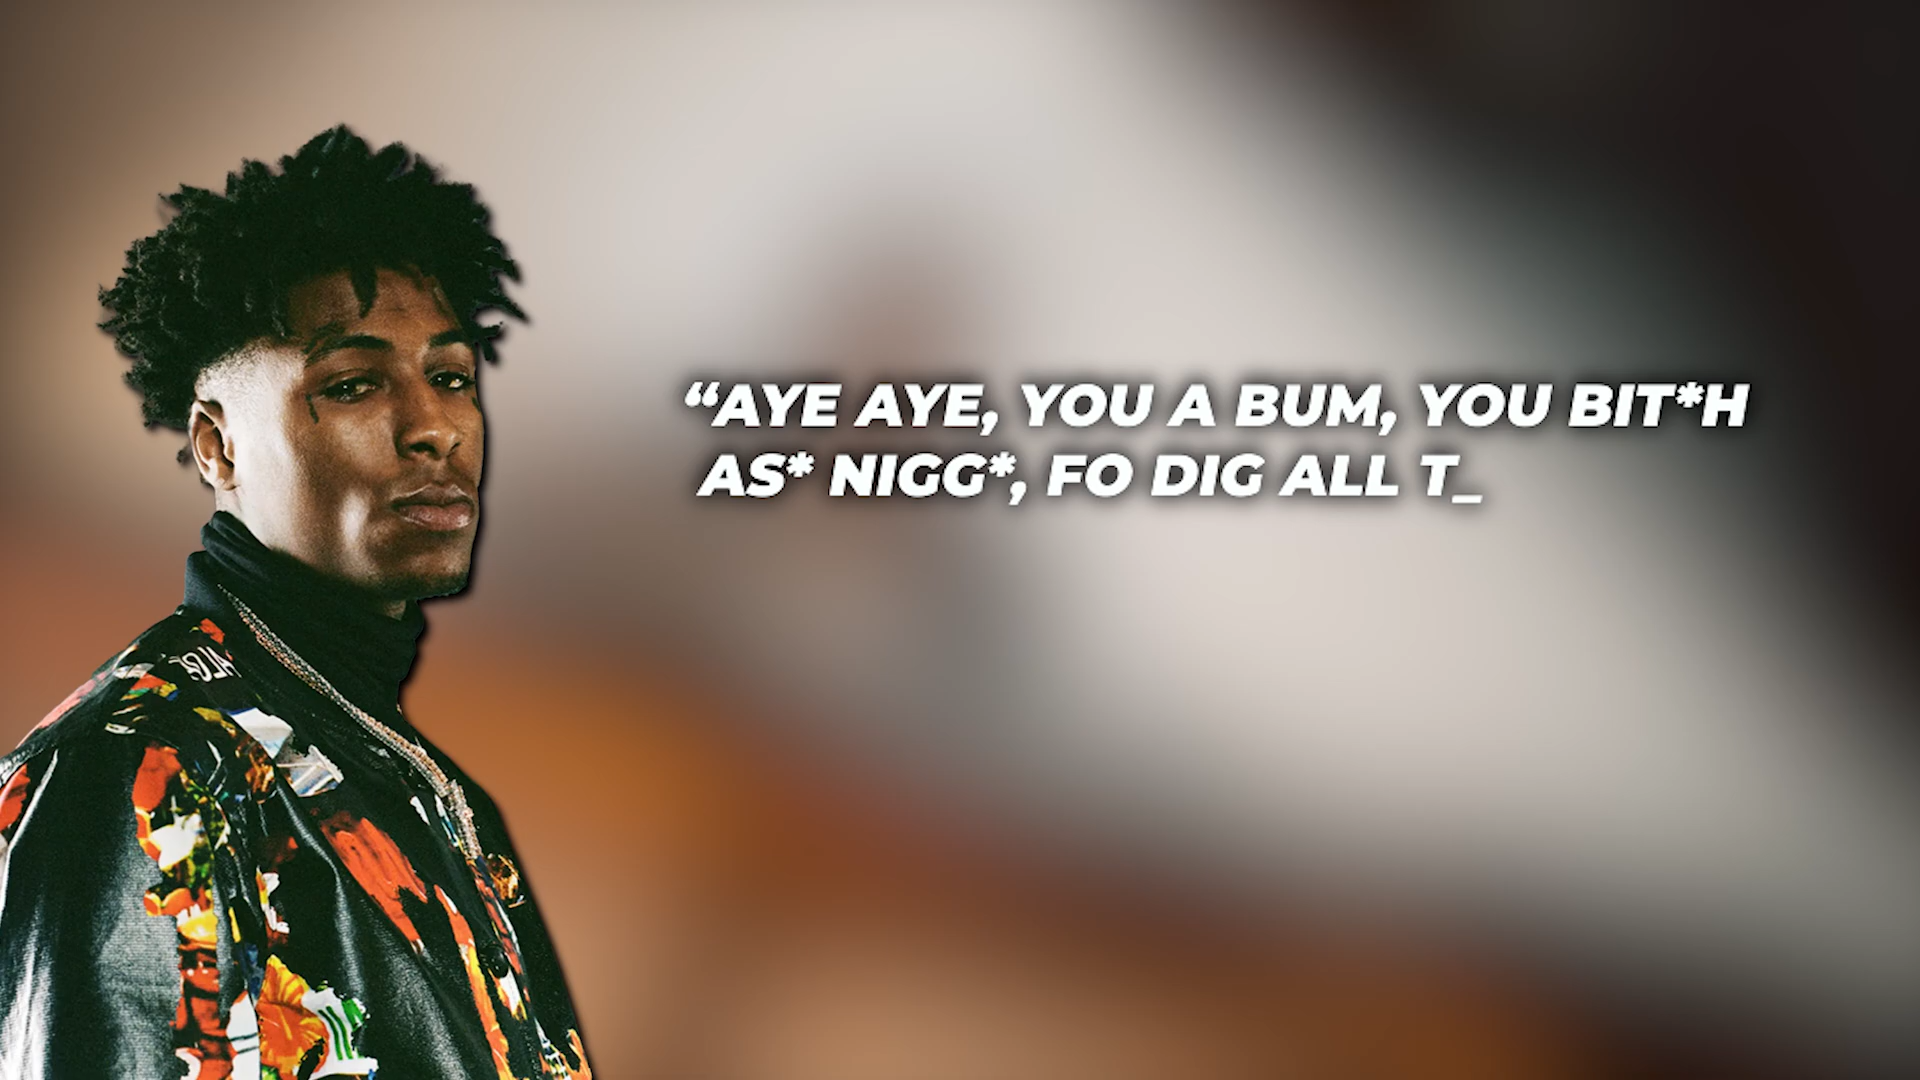 “AYE AYE, YOU A BUM, YOU BIT*H
AS* NIGG*, FO DIG ALL T_